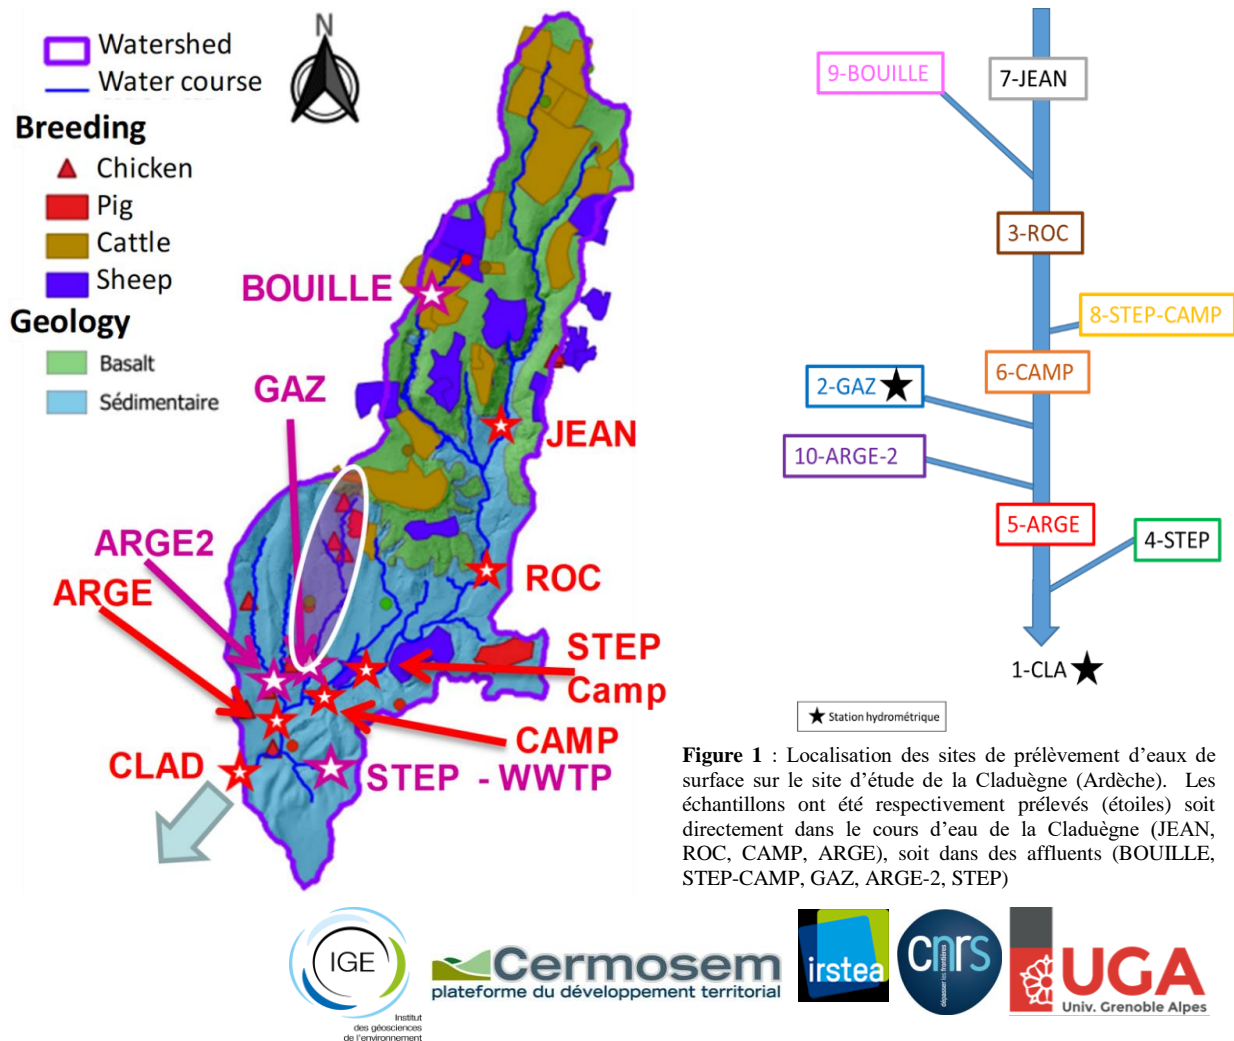 N
Watershed
Water course
Breeding
Chicken
Pig
Cattle
Sheep
Geology
Basalt
Sédimentaire
BOUILLE
GAZ
JEAN
ARGE2
ARGE
ROC
STEP
Camp
CAMP
CLAD
STEP - WWTP
9-BOUILLE
7-JEAN
3-ROC
8-STEP-CAMP
6-CAMP
2-GAZ
10-ARGE-2
5-ARGE
4-STEP
1-CLA
Station hydrométrique
Figure 1 : Localisation des sites de prélèvement d'eaux de
surface sur le site d'étude de la Claduègne (Ardèche). Les
échantillons ont été respectivement prélevés (étoiles) soit
directement dans le cours d'eau de la Claduègne (JEAN,
ROC, CAMP, ARGE), soit dans des affluents (BOUILLE,
STEP-CAMP, GAZ, ARGE-2, STEP)
IGE
Institut
des géosciences
de l'environnement
Cermosem
plateforme du développement territorial
irstea
cnrs
dépasser les frontières
UGA
Univ. Grenoble Alpes